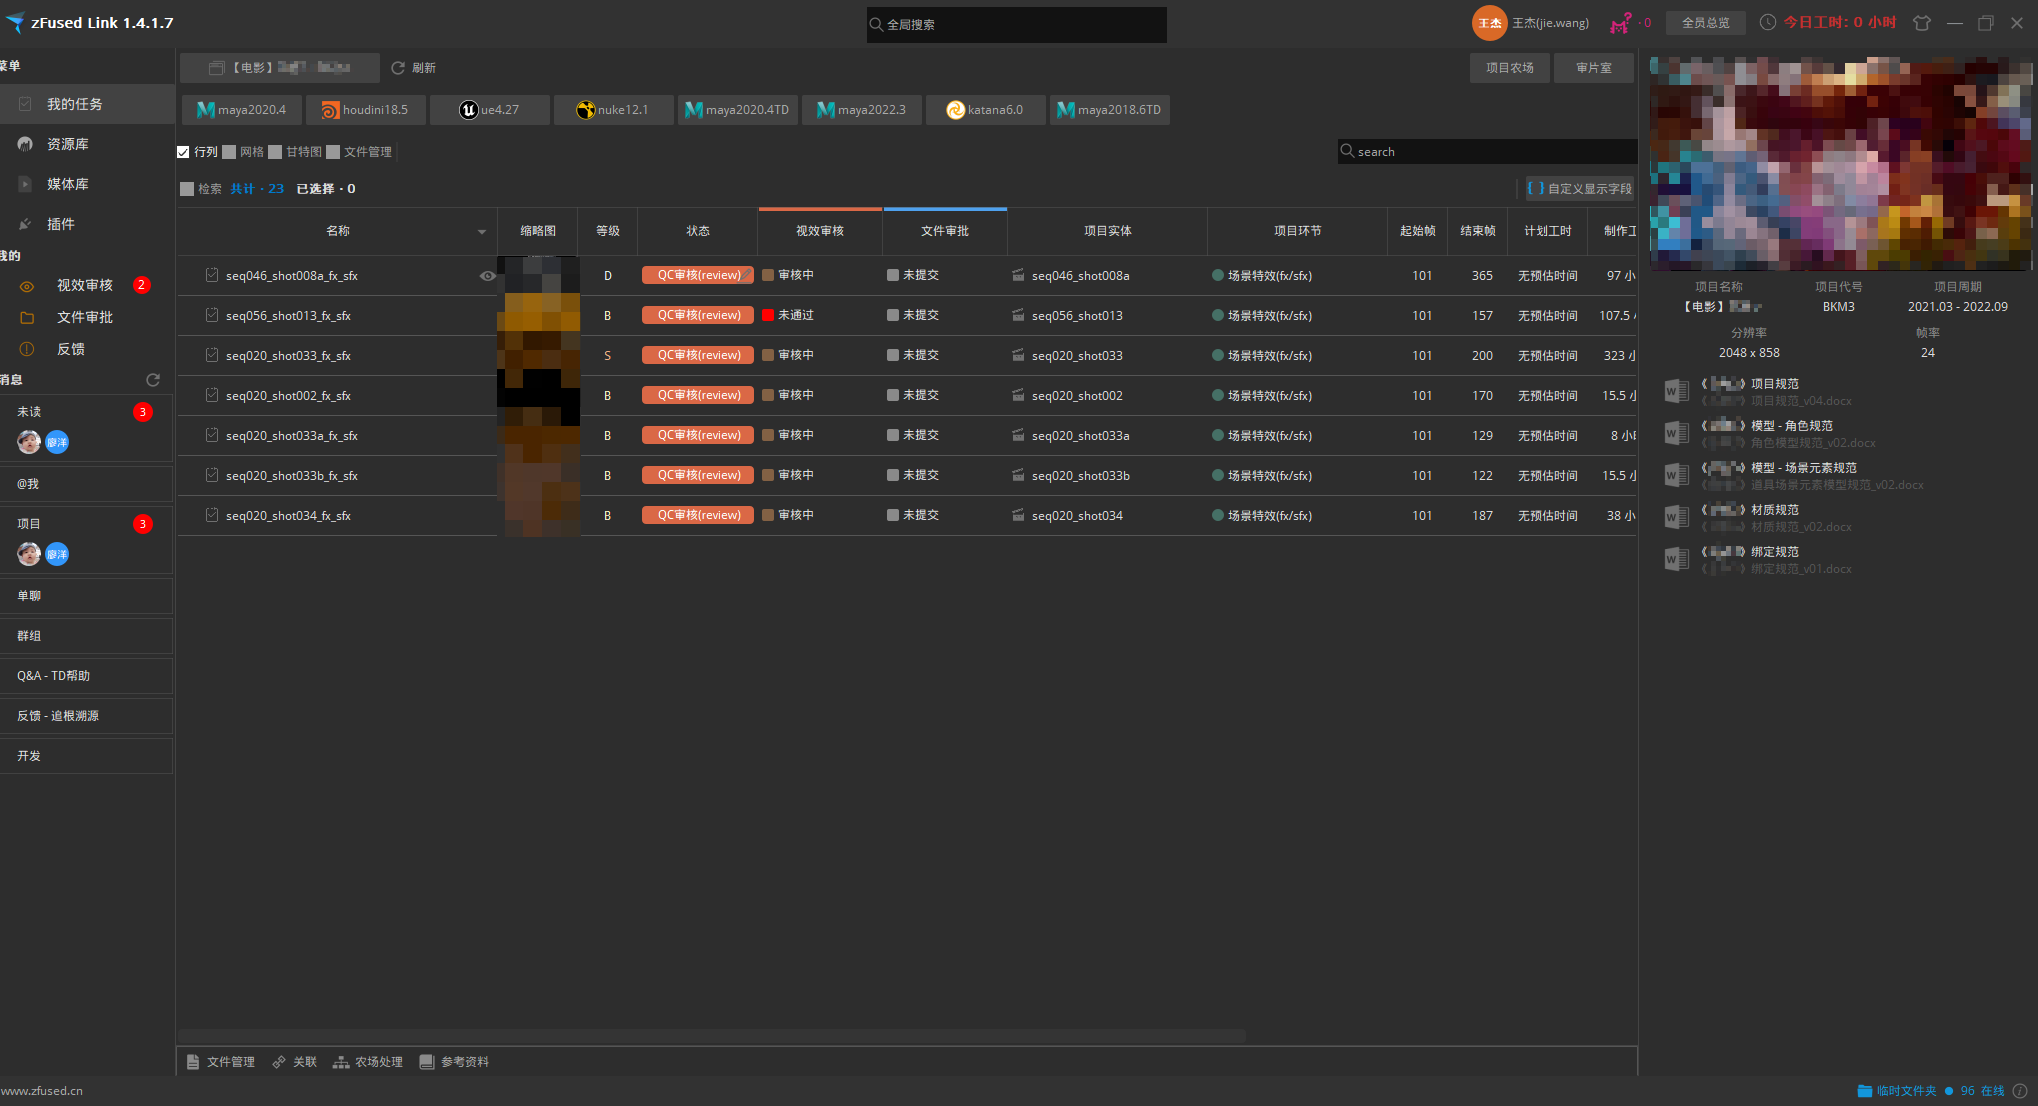 zFused Link 1.4.1.7
全局搜索
王杰
王杰(jie.wang)
· 0
全员总览
今日工时: 0 小时
菜单
我的任务
资源库
媒体库
插件
我的
视效审核 2
文件审批
反馈
消息
未读 3
廖洋
@我
项目 3
廖洋
单聊
群组
Q&A - TD帮助
反馈 - 追根溯源
开发
【电影】
刷新
项目农场
审片室
maya2020.4
houdini18.5
ue4.27
nuke12.1
maya2020.4TD
maya2022.3
katana6.0
maya2018.6TD
行列 网格 甘特图 文件管理
search
检索 共计 · 23 已选择 · 0
{ } 自定义显示字段
名称 缩略图 等级 状态 视效审核 文件审批 项目实体 项目环节 起始帧 结束帧 计划工时 制作工
seq046_shot008a_fx_sfx D QC审核(review) 审核中 未提交 seq046_shot008a 场景特效(fx/sfx) 101 365 无预估时间 97 小
seq056_shot013_fx_sfx B QC审核(review) 未通过 未提交 seq056_shot013 场景特效(fx/sfx) 101 157 无预估时间 107.5
seq020_shot033_fx_sfx S QC审核(review) 审核中 未提交 seq020_shot033 场景特效(fx/sfx) 101 200 无预估时间 323 小
seq020_shot002_fx_sfx B QC审核(review) 审核中 未提交 seq020_shot002 场景特效(fx/sfx) 101 170 无预估时间 15.5 小
seq020_shot033a_fx_sfx B QC审核(review) 审核中 未提交 seq020_shot033a 场景特效(fx/sfx) 101 129 无预估时间 8 小
seq020_shot033b_fx_sfx B QC审核(review) 审核中 未提交 seq020_shot033b 场景特效(fx/sfx) 101 122 无预估时间 15.5 小
seq020_shot034_fx_sfx B QC审核(review) 审核中 未提交 seq020_shot034 场景特效(fx/sfx) 101 187 无预估时间 38 小
项目名称 项目代号 项目周期
【电影】 BKM3 2021.03 - 2022.09
分辨率 帧率
2048 x 858 24
《 》项目规范
《 》项目规范_v04.docx
《 》模型 - 角色规范
《 》角色模型规范_v02.docx
《 》模型 - 场景元素规范
《 》道具场景元素模型规范_v02.docx
《 》材质规范
《 》材质规范_v02.docx
《 》绑定规范
《 》绑定规范_v01.docx
文件管理 关联 农场处理 参考资料
www.zfused.cn
临时文件夹 96 在线